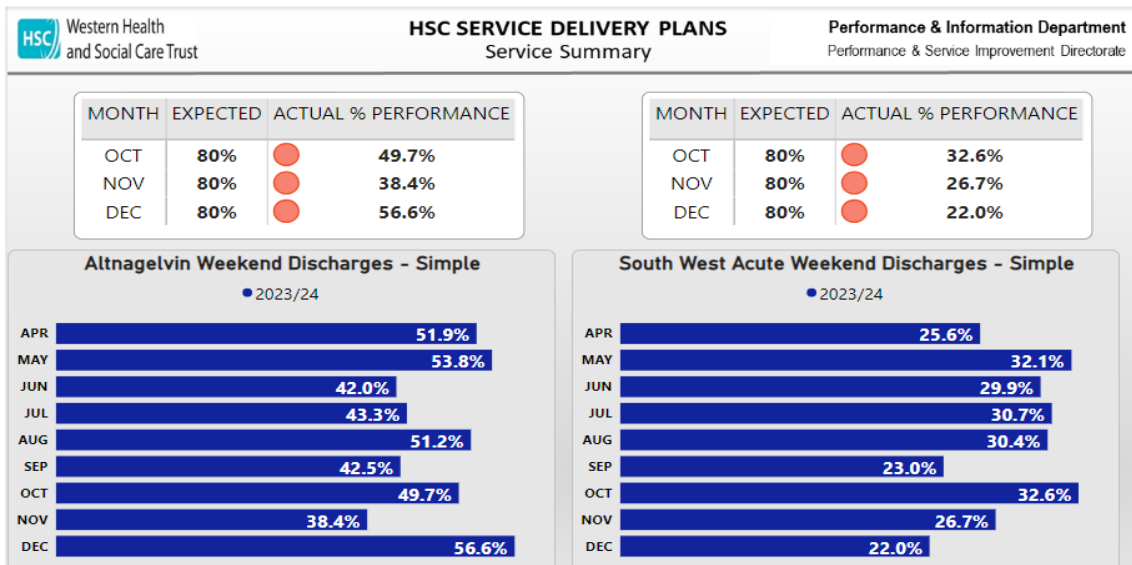 HSC
Western Health
and Social Care Trust
HSC SERVICE DELIVERY PLANS
Service Summary
Performance & Information Department
Performance & Service Improvement Directorate
MONTH EXPECTED ACTUAL % PERFORMANCE
OCT 80% 49.7%
NOV 80% 38.4%
DEC 80% 56.6%
MONTH EXPECTED ACTUAL % PERFORMANCE
OCT 80% 32.6%
NOV 80% 26.7%
DEC 80% 22.0%
Altnagelvin Weekend Discharges - Simple
2023/24
APR 51.9%
MAY 53.8%
JUN 42.0%
JUL 43.3%
AUG 51.2%
SEP 42.5%
OCT 49.7%
NOV 38.4%
DEC 56.6%
South West Acute Weekend Discharges - Simple
2023/24
APR 25.6%
MAY 32.1%
JUN 29.9%
JUL 30.7%
AUG 30.4%
SEP 23.0%
OCT 32.6%
NOV 26.7%
DEC 22.0%